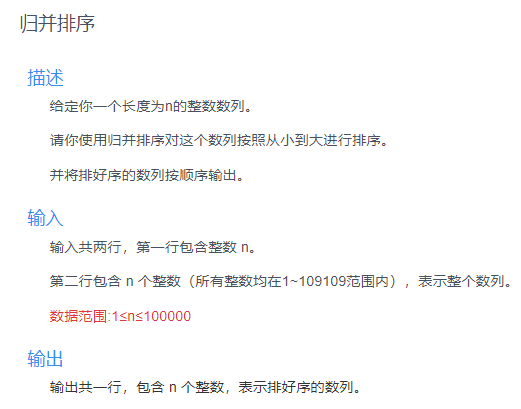 归并排序
描述
给定你一个长度为n的整数数列。
请你使用归并排序对这个数列按照从小到大进行排序。
并将排好序的数列按顺序输出。
输入
输入共两行，第一行包含整数 n。
第二行包含 n 个整数（所有整数均在1~109109范围内），表示整个数列。
数据范围:1≤n≤100000
输出
输出共一行，包含 n 个整数，表示排好序的数列。